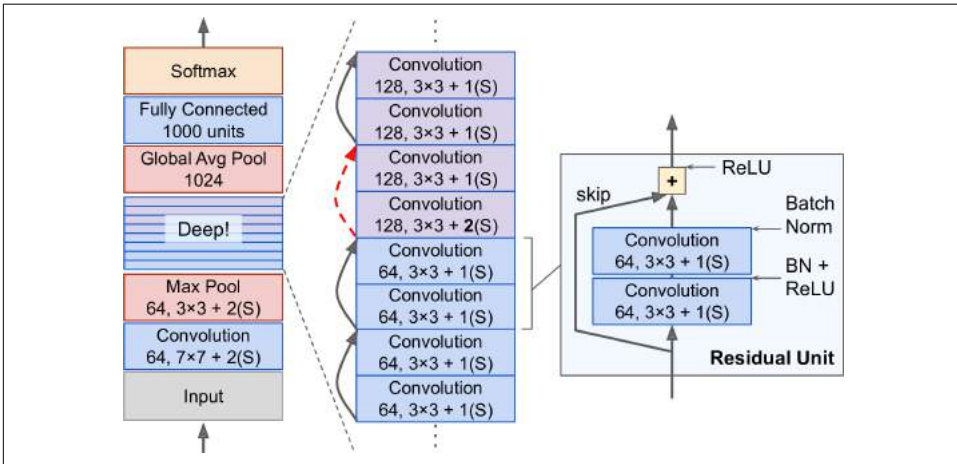 Softmax
Fully Connected
1000 units
Global Avg Pool
1024
Deep!
Max Pool
64, 3×3 + 2(S)
Convolution
64, 7×7 + 2(S)
Input
Convolution
128, 3×3 + 1(S)
Convolution
128, 3×3 + 1(S)
Convolution
128, 3×3 + 1(S)
Convolution
128, 3×3 + 2(S)
Convolution
64, 3×3 + 1(S)
Convolution
64, 3×3 + 1(S)
Convolution
64, 3×3 + 1(S)
Convolution
64, 3×3 + 1(S)
+
ReLU
skip
Batch
Norm
Convolution
64, 3×3 + 1(S)
BN +
ReLU
Convolution
64, 3×3 + 1(S)
Residual Unit